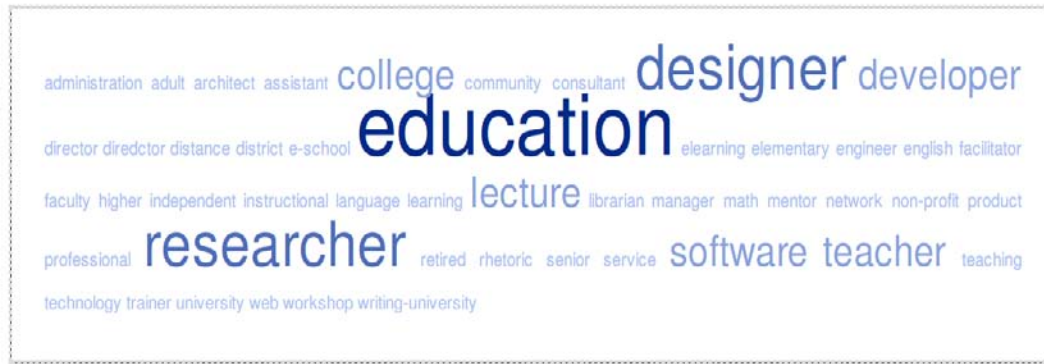 administration adult architect assistant college community consultant designer developer
director diredctor distance district e-school education elearning elementary engineer english facilitator
faculty higher independent instructional language learning lecture librarian manager math mentor network non-profit product
professional researcher retired rhetoric senior service software teacher teaching
technology trainer university web workshop writing-university